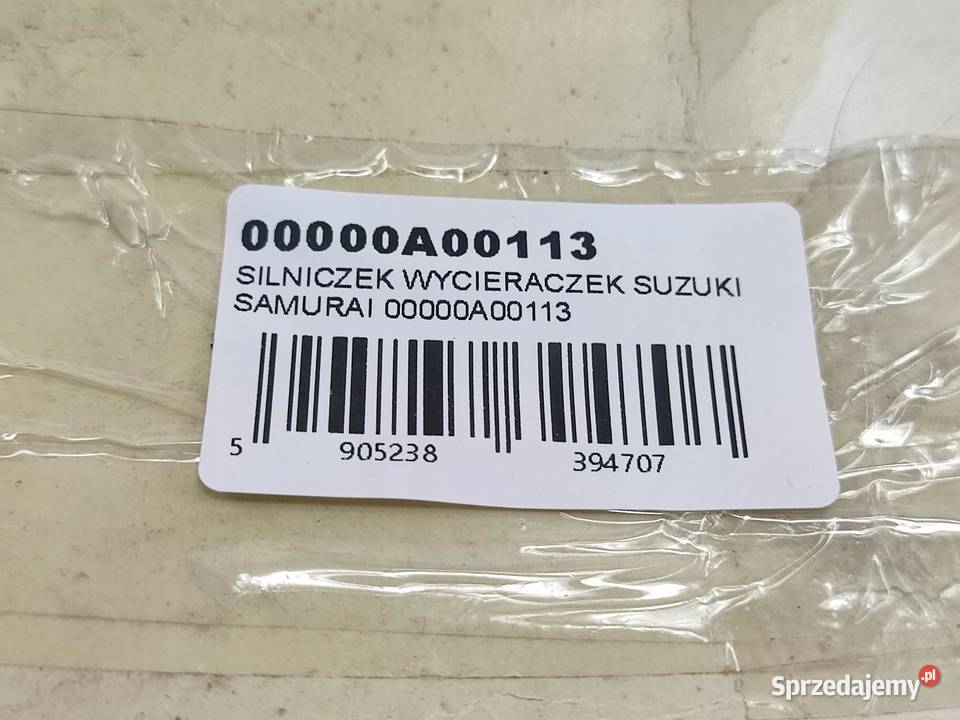 00000A00113
SILNICZEK WYCIERACZEK SUZUKI
SAMURAI 00000A00113
5 905238 394707
Sprzedajemy.pl